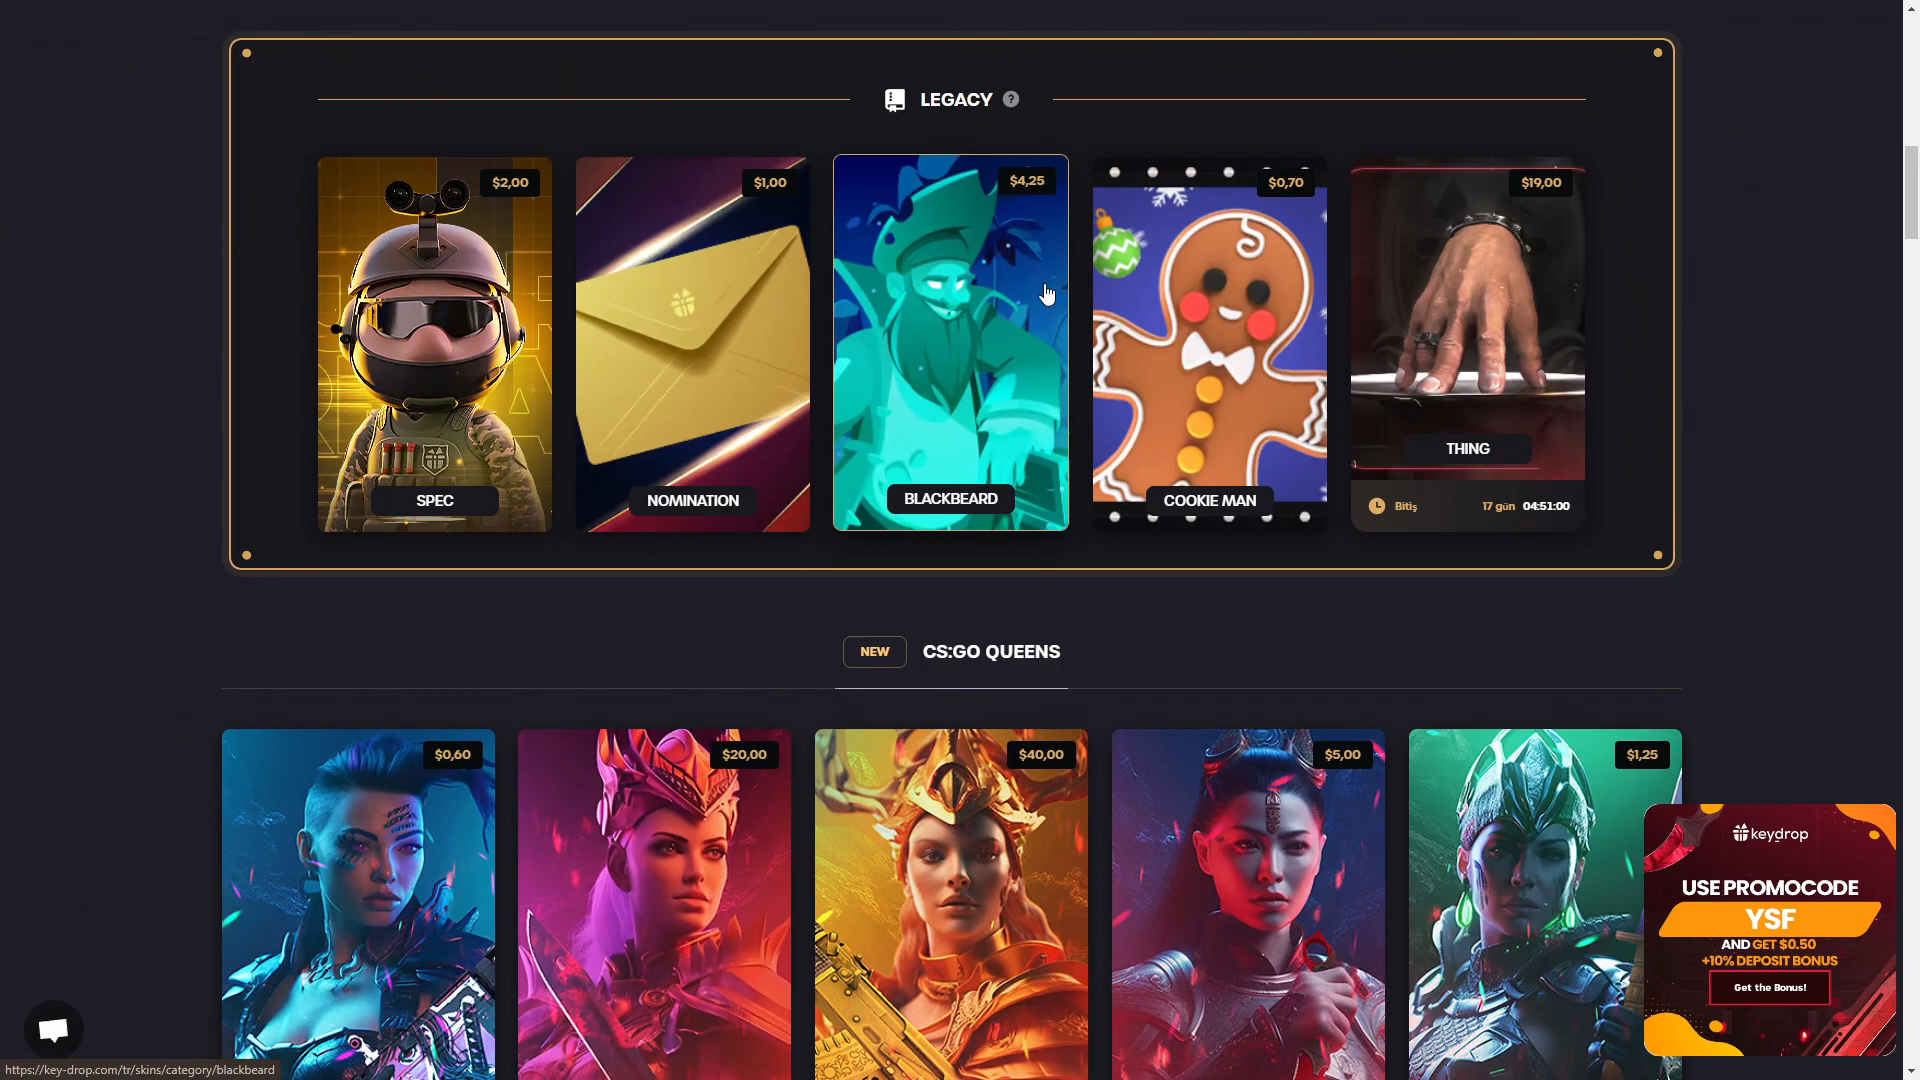 LEGACY ?
$2,00
$1,00
$4,25
$0,70
$19,00
SPEC
NOMINATION
BLACKBEARD
COOKIE MAN
THING
Bitiş 17 gün 04:51:00
NEW CS:GO QUEENS
$0,60
$20,00
$40,00
$5,00
$1,25
keydrop
USE PROMOCODE
YSF
AND GET $0.50
+10% DEPOSIT BONUS
Get the Bonus!
https://key-drop.com/tr/skins/category/blackbeard